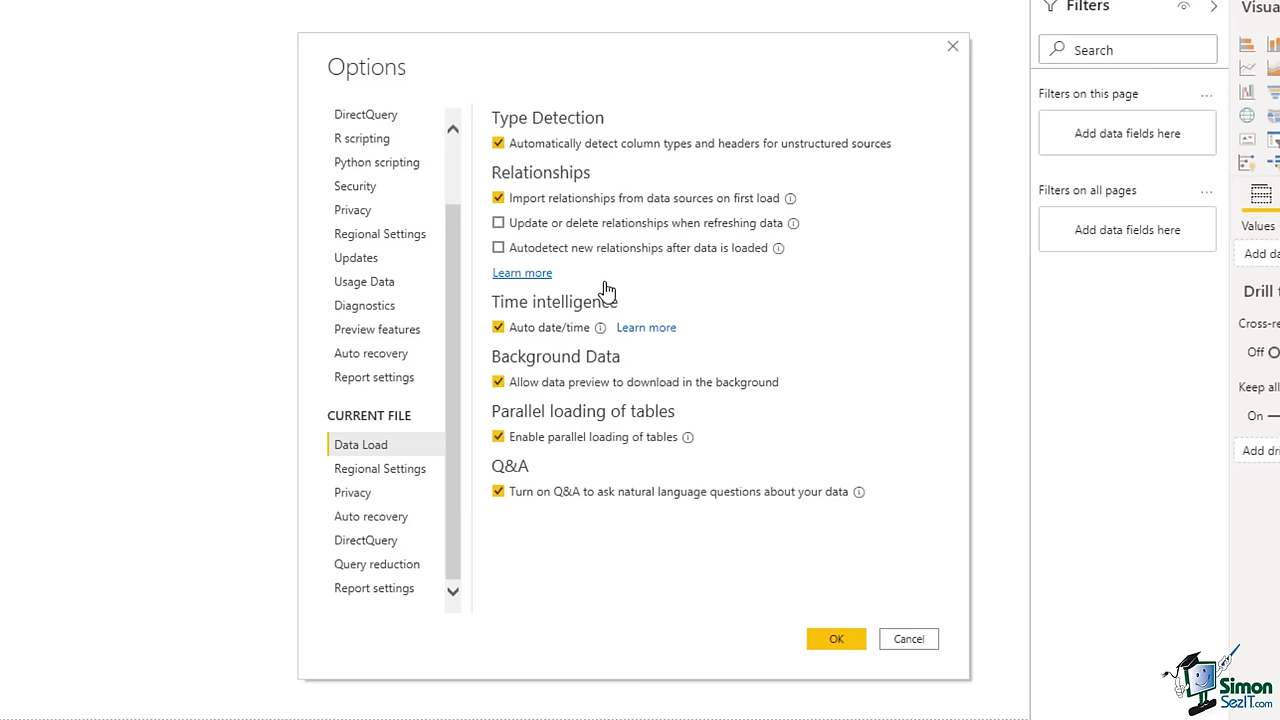 Options
DirectQuery
R scripting
Python scripting
Security
Privacy
Regional Settings
Updates
Usage Data
Diagnostics
Preview features
Auto recovery
Report settings
CURRENT FILE
Data Load
Regional Settings
Privacy
Auto recovery
DirectQuery
Query reduction
Report settings
Type Detection
Automatically detect column types and headers for unstructured sources
Relationships
Import relationships from data sources on first load
Update or delete relationships when refreshing data
Autodetect new relationships after data is loaded
Learn more
Time intelligence
Auto date/time Learn more
Background Data
Allow data preview to download in the background
Parallel loading of tables
Enable parallel loading of tables
Q&A
Turn on Q&A to ask natural language questions about your data
OK Cancel
Filters
Search
Filters on this page ...
Add data fields here
Filters on all pages ...
Add data fields here
Visua
Values
Add da
Drill t
Cross-re
Off
Keep all
On
Add dri
Simon
SezIT.com